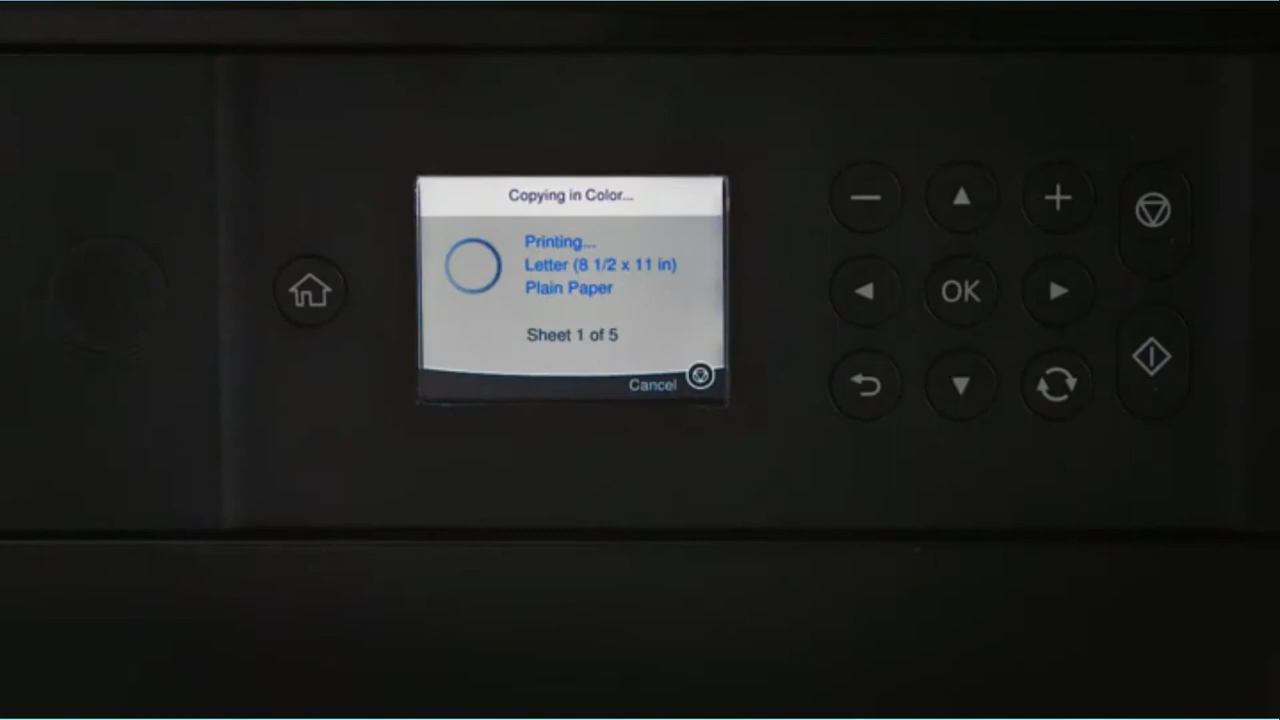 Copying in Color...
Printing...
Letter (8 1/2 x 11 in)
Plain Paper
Sheet 1 of 5
Cancel
OK